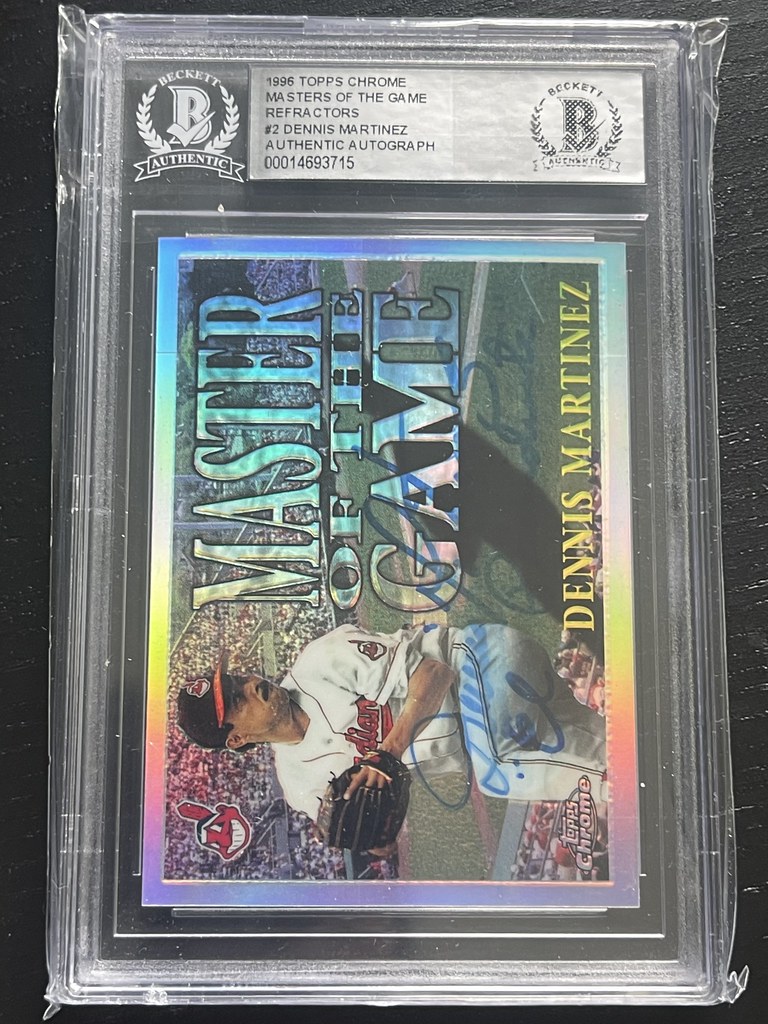 BECKETT
B
AUTHENTIC
1996 TOPPS CHROME
MASTERS OF THE GAME
REFRACTORS
#2 DENNIS MARTINEZ
AUTHENTIC AUTOGRAPH
00014693715
BECKETT
B
AUTHENTIC
MASTER
OF THE
GAME
DENNIS MARTINEZ
Indians
Topps
Chrome